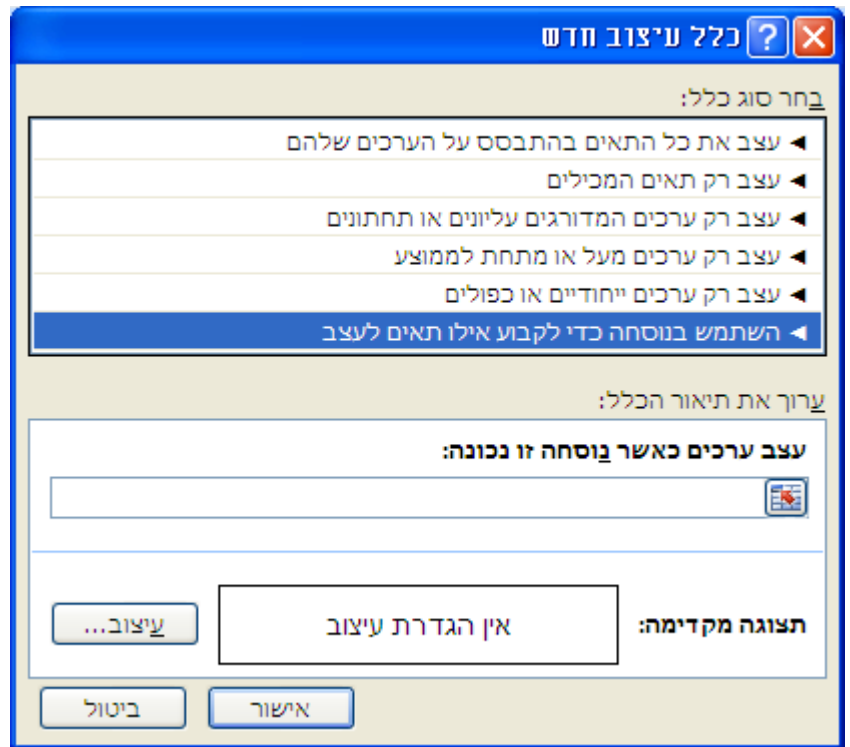 כלל עיצוב חדש
בחר סוג כלל:
עצב את כל התאים בהתבסס על הערכים שלהם
עצב רק תאים המכילים
עצב רק ערכים המדורגים עליונים או תחתונים
עצב רק ערכים מעל או מתחת לממוצע
עצב רק ערכים ייחודיים או כפולים
השתמש בנוסחה כדי לקבוע אילו תאים לעצב
ערוך את תיאור הכלל:
עצב ערכים כאשר נוסחה זו נכונה:
תצוגה מקדימה: אין הגדרת עיצוב עיצוב...
אישור ביטול